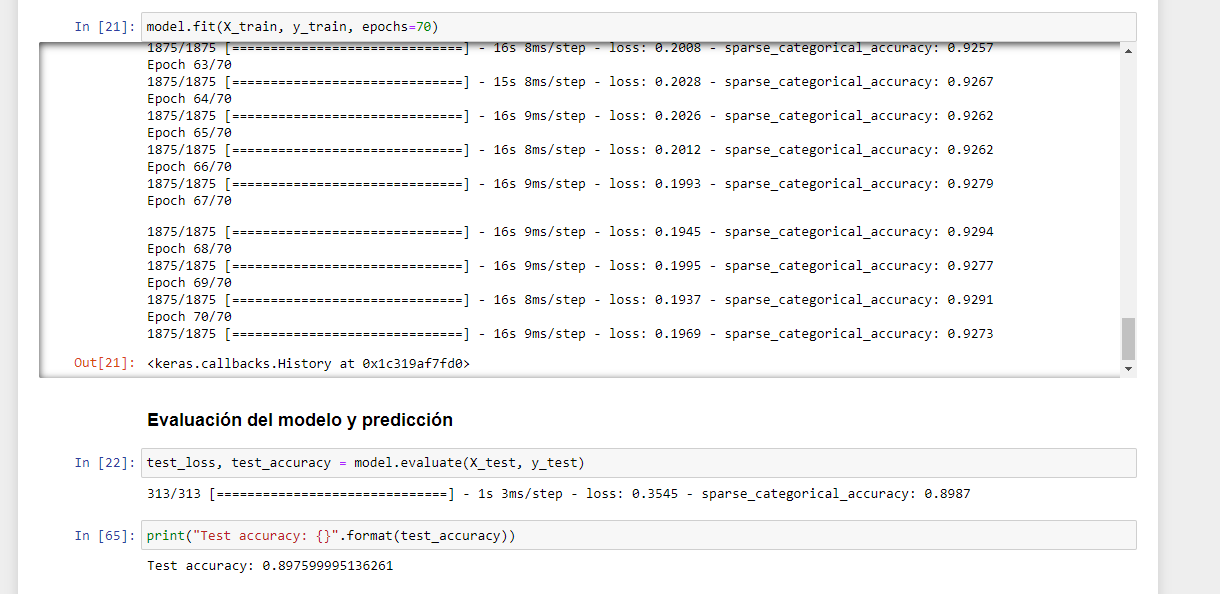 In [21]: model.fit(X_train, y_train, epochs=70)
1875/1875 [==============================] - 16s 8ms/step - loss: 0.2008 - sparse_categorical_accuracy: 0.9257
Epoch 63/70
1875/1875 [==============================] - 15s 8ms/step - loss: 0.2028 - sparse_categorical_accuracy: 0.9267
Epoch 64/70
1875/1875 [==============================] - 16s 9ms/step - loss: 0.2026 - sparse_categorical_accuracy: 0.9262
Epoch 65/70
1875/1875 [==============================] - 16s 8ms/step - loss: 0.2012 - sparse_categorical_accuracy: 0.9262
Epoch 66/70
1875/1875 [==============================] - 16s 9ms/step - loss: 0.1993 - sparse_categorical_accuracy: 0.9279
Epoch 67/70
1875/1875 [==============================] - 16s 9ms/step - loss: 0.1945 - sparse_categorical_accuracy: 0.9294
Epoch 68/70
1875/1875 [==============================] - 16s 9ms/step - loss: 0.1995 - sparse_categorical_accuracy: 0.9277
Epoch 69/70
1875/1875 [==============================] - 16s 8ms/step - loss: 0.1937 - sparse_categorical_accuracy: 0.9291
Epoch 70/70
1875/1875 [==============================] - 16s 9ms/step - loss: 0.1969 - sparse_categorical_accuracy: 0.9273
Out[21]: <keras.callbacks.History at 0x1c319af7fd0>
Evaluación del modelo y predicción
In [22]: test_loss, test_accuracy = model.evaluate(X_test, y_test)
313/313 [==============================] - 1s 3ms/step - loss: 0.3545 - sparse_categorical_accuracy: 0.8987
In [65]: print("Test accuracy: {}".format(test_accuracy))
Test accuracy: 0.897599995136261